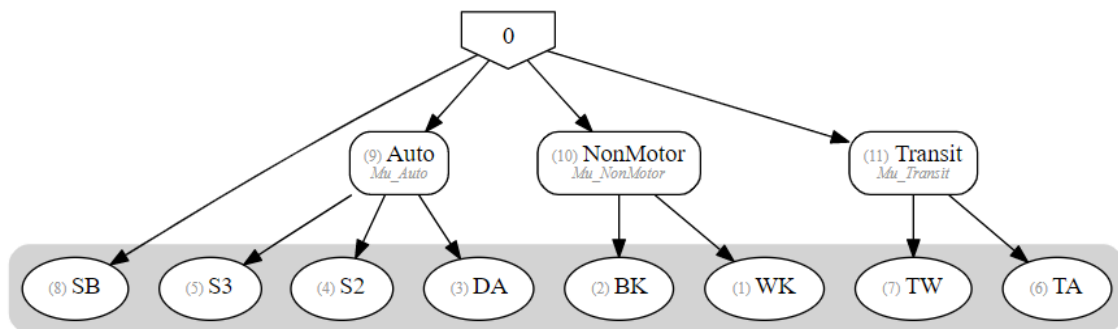 0
(9) Auto
Mu_Auto
(10) NonMotor
Mu_NonMotor
(11) Transit
Mu_Transit
(8) SB
(5) S3
(4) S2
(3) DA
(2) BK
(1) WK
(7) TW
(6) TA